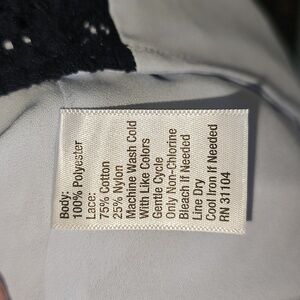 Body:
100% Polyester
Lace:
75% Cotton
25% Nylon
Machine Wash Cold
With Like Colors
Gentle Cycle
Only Non-Chlorine
Bleach If Needed
Line Dry
Cool Iron If Needed
RN 31104